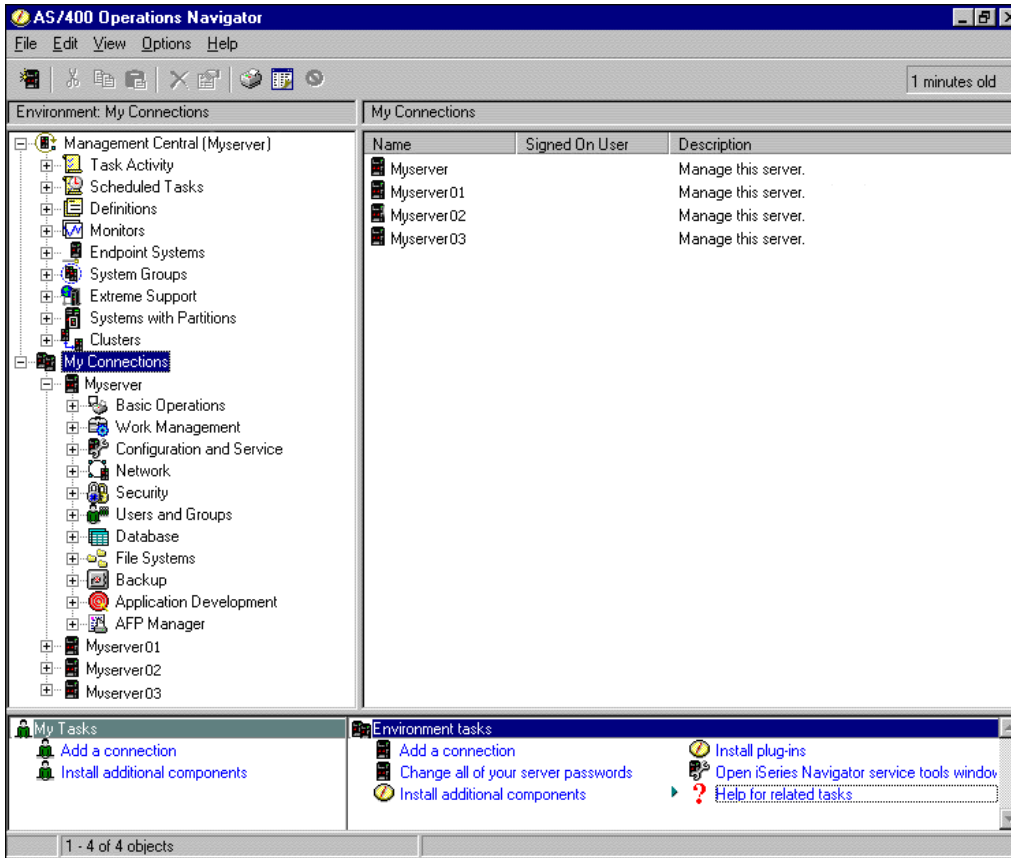 AS/400 Operations Navigator
File Edit View Options Help
1 minutes old
Environment: My Connections
My Connections
Management Central (Myserver)
Task Activity
Scheduled Tasks
Definitions
Monitors
Endpoint Systems
System Groups
Extreme Support
Systems with Partitions
Clusters
My Connections
Myserver
Basic Operations
Work Management
Configuration and Service
Network
Security
Users and Groups
Database
File Systems
Backup
Application Development
AFP Manager
Myserver01
Myserver02
Myserver03
Name Signed On User Description
Myserver Manage this server.
Myserver01 Manage this server.
Myserver02 Manage this server.
Myserver03 Manage this server.
My Tasks
Add a connection
Install additional components
Environment tasks
Add a connection
Change all of your server passwords
Install additional components
Install plug-ins
Open iSeries Navigator service tools window
Help for related tasks
1 - 4 of 4 objects